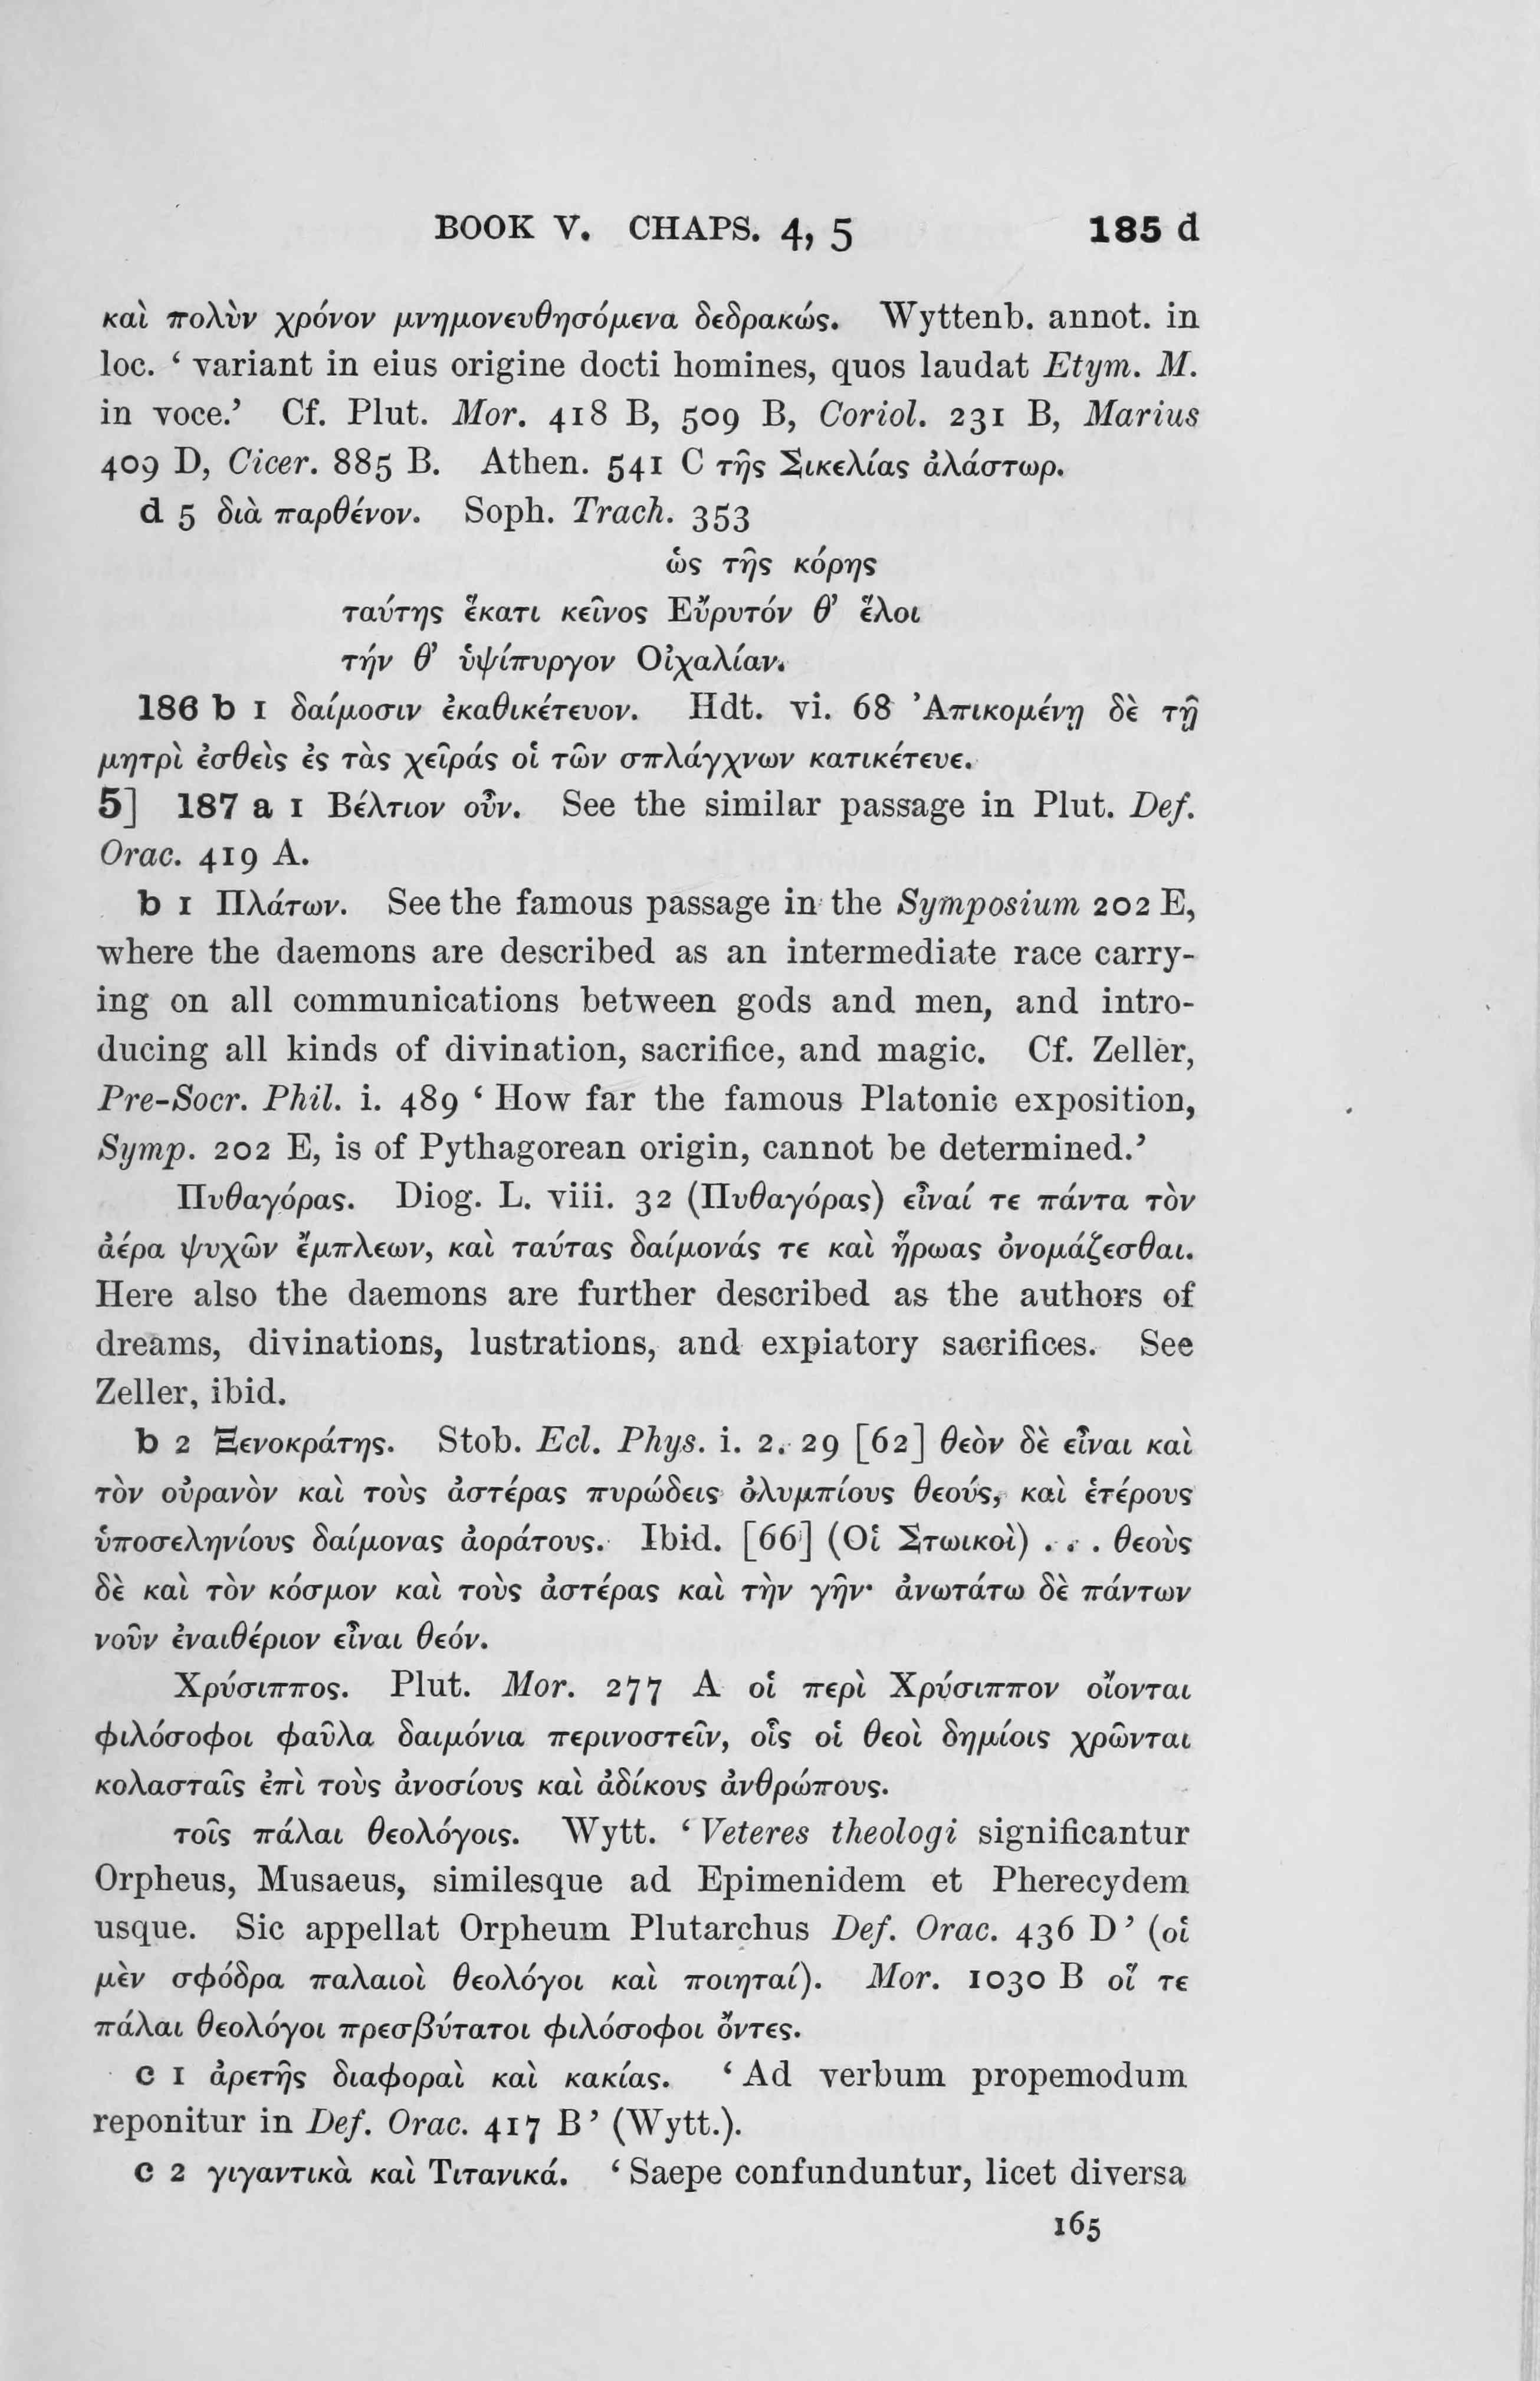 BOOK V. CHAPS. 4, 5 185 d
καὶ πολὺν χρόνον μνημονευθησόμενα δεδρακώς. Wyttenb. annot. in
loc. ‘ variant in eius origine docti homines, quos laudat Etym. M.
in voce.’ Cf. Plut. Mor. 418 B, 509 B, Coriol. 231 B, Marius
409 D, Cicer. 885 B. Athen. 541 C τῆς Σικελίας ἀλάστωρ.
d 5 διὰ παρθένον. Soph. Trach. 353
ὡς τῆς κόρης
ταύτης ἕκατι κεῖνος Εὔρυτόν θ’ ἕλοι
τήν θ’ ὑψίπυργον Οἰχαλίαν.
186 b 1 δαίμοσιν ἐκαθικέτευον. Hdt. vi. 68 Ἀπικομένῃ δὲ τῇ
μητρὶ ἐσθεὶς ἐς τὰς χεῖράς οἱ τῶν σπλάγχνων κατικέτευε.
5] 187 a 1 Βέλτιον οὖν. See the similar passage in Plut. Def.
Orac. 419 A.
b 1 Πλάτων. See the famous passage in the Symposium 202 E,
where the daemons are described as an intermediate race carry-
ing on all communications between gods and men, and intro-
ducing all kinds of divination, sacrifice, and magic. Cf. Zeller,
Pre-Socr. Phil. i. 489 ‘ How far the famous Platonic exposition,
Symp. 202 E, is of Pythagorean origin, cannot be determined.’
Πυθαγόρας. Diog. L. viii. 32 (Πυθαγόρας) εἶναί τε πάντα τὸν
ἀέρα ψυχῶν ἔμπλεων, καὶ ταύτας δαίμονάς τε καὶ ἥρωας ὀνομάζεσθαι.
Here also the daemons are further described as the authors of
dreams, divinations, lustrations, and expiatory sacrifices. See
Zeller, ibid.
b 2 Ξενοκράτης. Stob. Ecl. Phys. i. 2. 29 [62] θεὸν δὲ εἶναι καὶ
τὸν οὐρανὸν καὶ τοὺς ἀστέρας πυρώδεις ὀλυμπίους θεούς, καὶ ἑτέρους
ὑποσεληνίους δαίμονας ἀοράτους. Ibid. [66] (Οἱ Στωικοὶ) . . . θεοὺς
δὲ καὶ τὸν κόσμον καὶ τοὺς ἀστέρας καὶ τὴν γῆν· ἀνωτάτω δὲ πάντων
νοῦν ἐναιθέριον εἶναι θεόν.
Χρύσιππος. Plut. Mor. 277 A οἱ περὶ Χρύσιππον οἴονται
φιλόσοφοι φαῦλα δαιμόνια περινοστεῖν, οἷς οἱ θεοὶ δημίοις χρῶνται
κολασταῖς ἐπὶ τοὺς ἀνοσίους καὶ ἀδίκους ἀνθρώπους.
τοῖς πάλαι θεολόγοις. Wytt. ‘ Veteres theologi significantur
Orpheus, Musaeus, similesque ad Epimenidem et Pherecydem
usque. Sic appellat Orpheum Plutarchus Def. Orac. 436 D ’ (οἱ
μὲν σφόδρα παλαιοὶ θεολόγοι καὶ ποιηταί). Mor. 1030 B οἵ τε
πάλαι θεολόγοι πρεσβύτατοι φιλόσοφοι ὄντες.
c 1 ἀρετῆς διαφοραὶ καὶ κακίας. ‘ Ad verbum propemodum
reponitur in Def. Orac. 417 B ’ (Wytt.).
c 2 γιγαντικὰ καὶ Τιτανικά. ‘ Saepe confunduntur, licet diversa
165